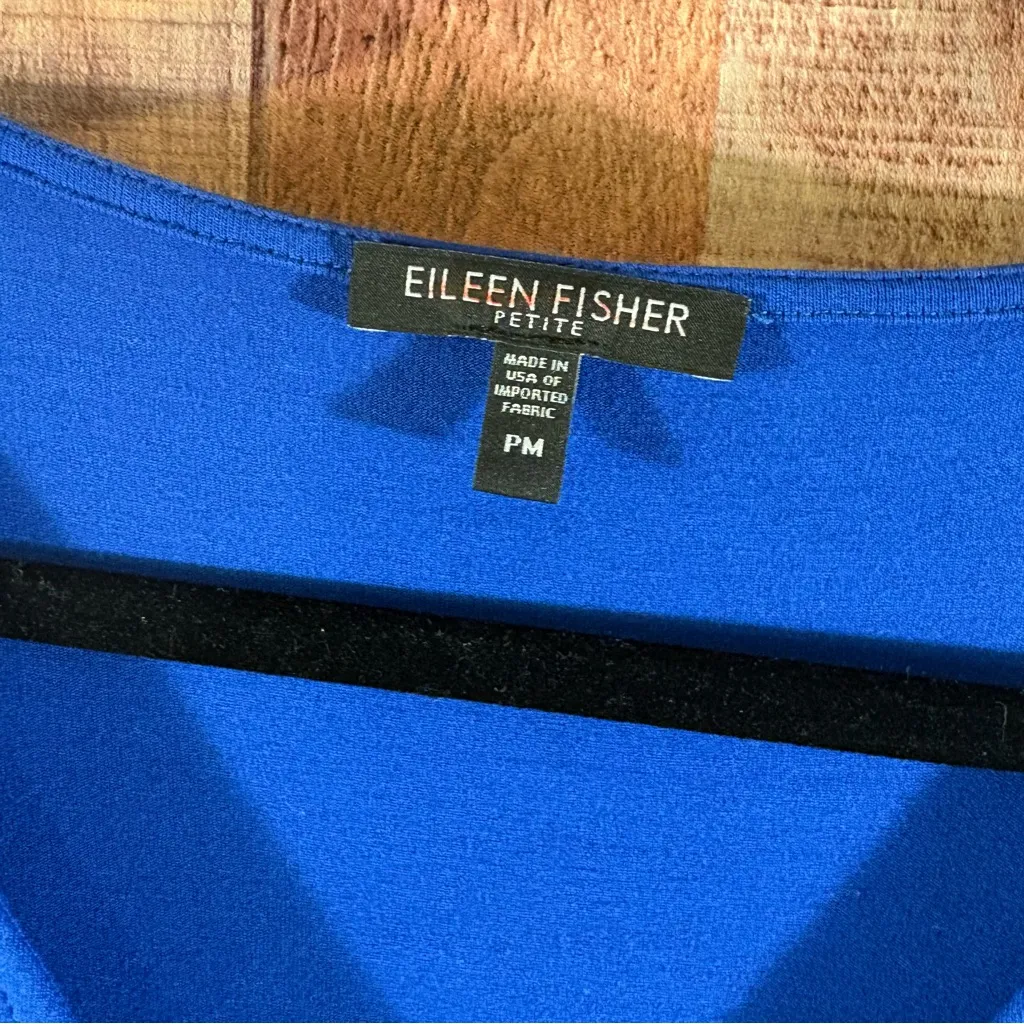 EILEEN FISHER
PETITE
MADE IN
USA OF
IMPORTED
FABRIC
PM